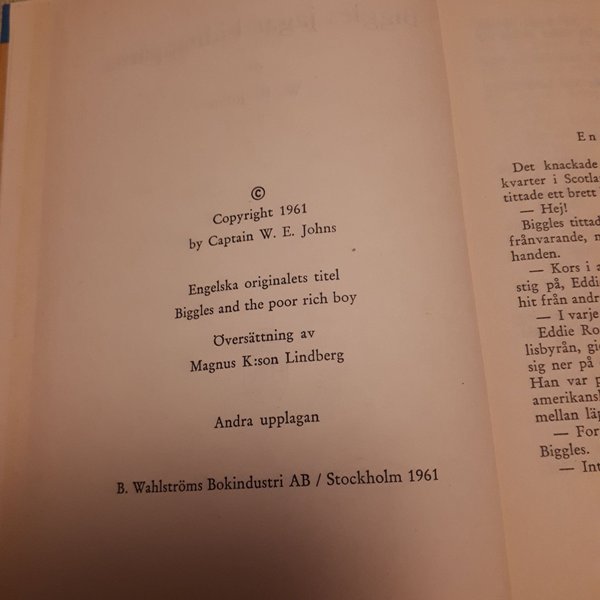 ©
Copyright 1961
by Captain W. E. Johns
Engelska originalets titel
Biggles and the poor rich boy
Översättning av
Magnus K:son Lindberg
Andra upplagan
B. Wahlströms Bokindustri AB / Stockholm 1961
En
Det knackade
kvarter i Scotla
tittade ett brett
— Hej!
Biggles tittad
frånvarande, m
handen.
— Kors i a
stig på, Eddi
hit från andr
— I varje
Eddie Ro
lisbyrån, gic
sig ner på
Han var p
amerikansk
mellan läp
— For
Biggles.
— Int